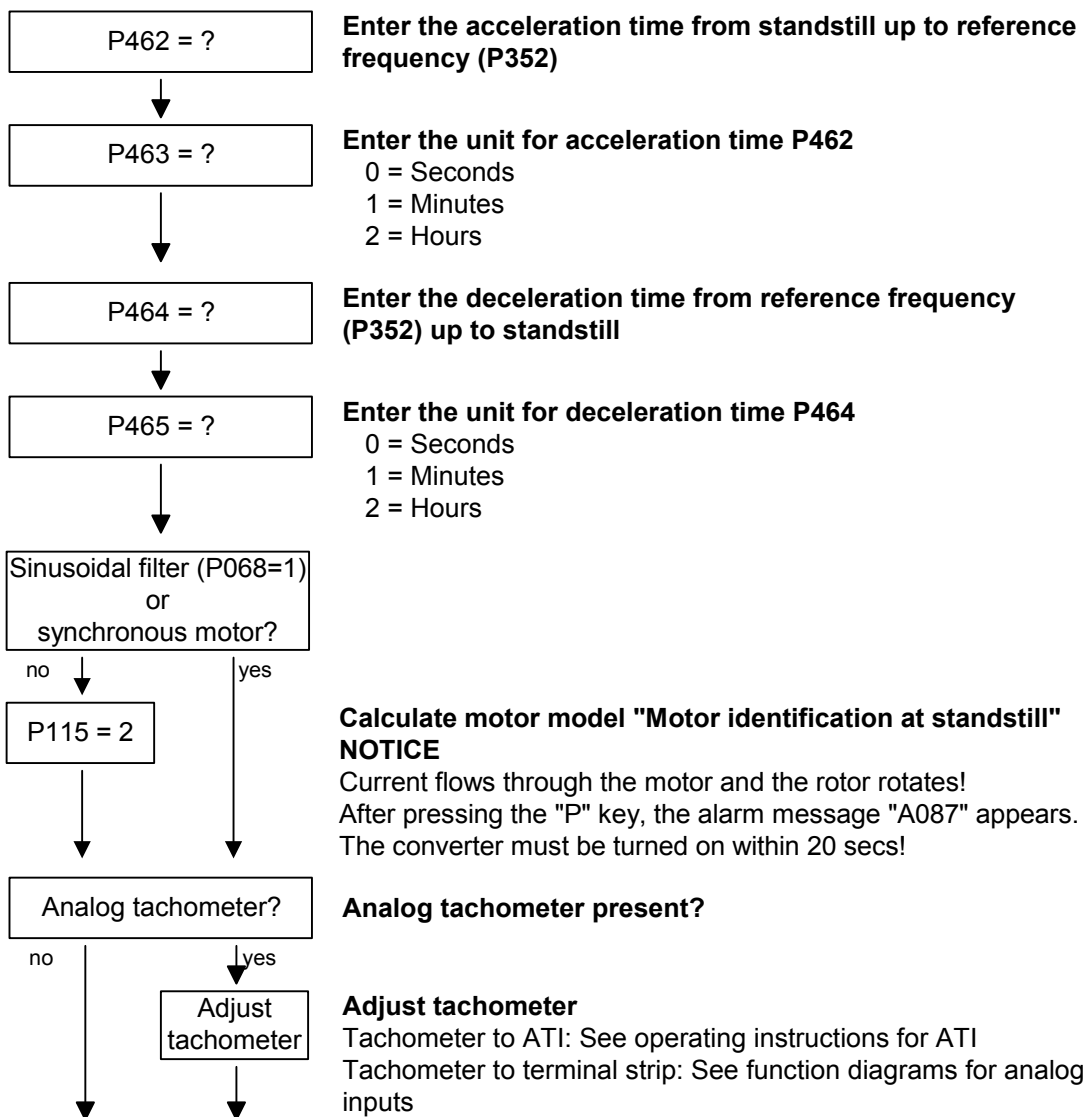 P462 = ?
Enter the acceleration time from standstill up to reference
frequency (P352)
P463 = ?
Enter the unit for acceleration time P462
0 = Seconds
1 = Minutes
2 = Hours
P464 = ?
Enter the deceleration time from reference frequency
(P352) up to standstill
P465 = ?
Enter the unit for deceleration time P464
0 = Seconds
1 = Minutes
2 = Hours
Sinusoidal filter (P068=1)
or
synchronous motor?
no
yes
P115 = 2
Calculate motor model "Motor identification at standstill"
NOTICE
Current flows through the motor and the rotor rotates!
After pressing the "P" key, the alarm message "A087" appears.
The converter must be turned on within 20 secs!
Analog tachometer?
Analog tachometer present?
no
yes
Adjust
tachometer
Adjust tachometer
Tachometer to ATI: See operating instructions for ATI
Tachometer to terminal strip: See function diagrams for analog
inputs